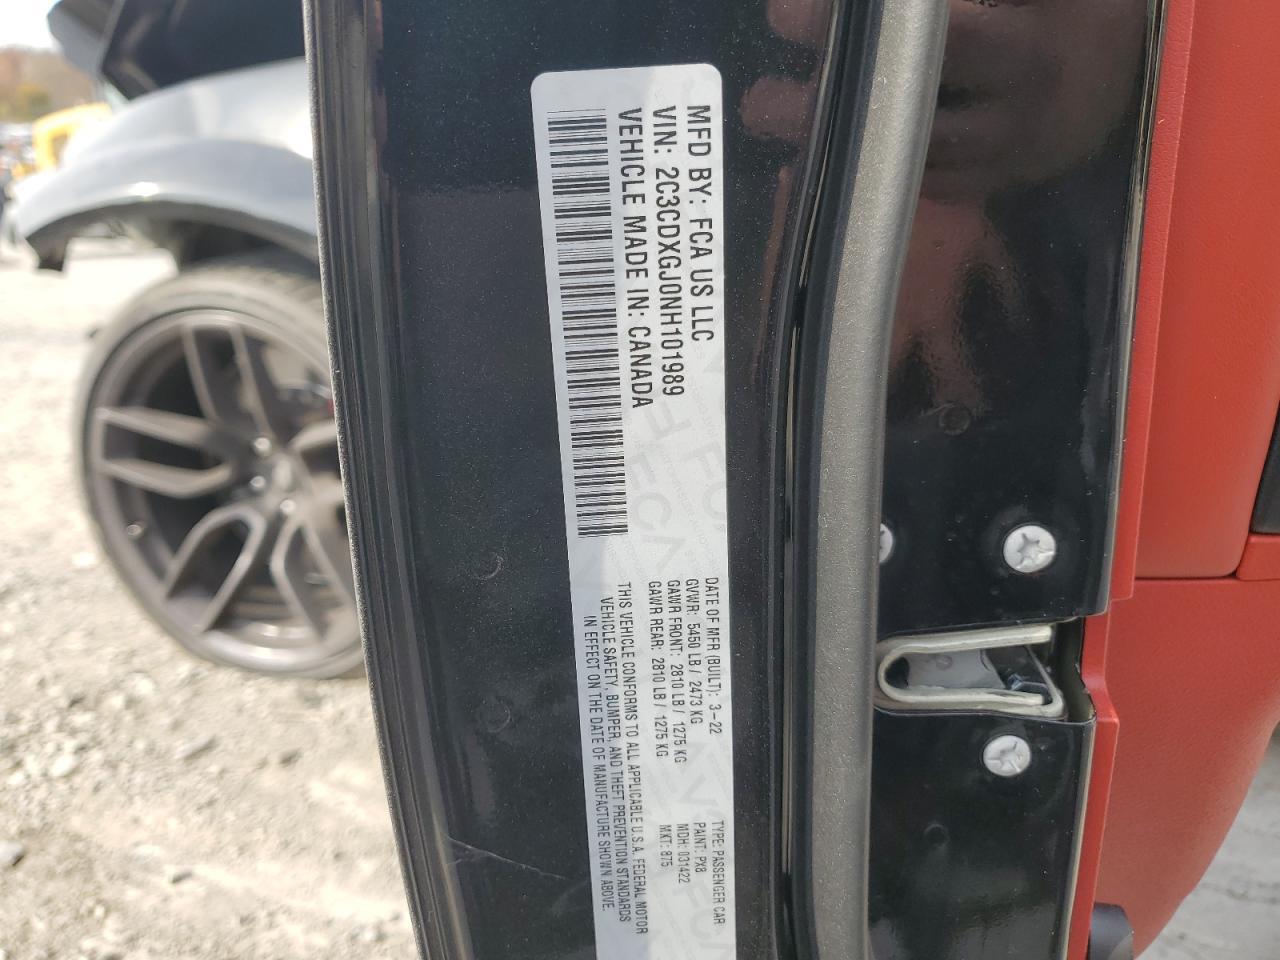 MFD BY: FCA US LLC
VIN: 2C3CDXGJ0NH101989
VEHICLE MADE IN: CANADA
DATE OF MFR (BUILT): 3-22
GVWR: 5450 LB / 2473 KG
GAWR FRONT: 2810 LB / 1275 KG
GAWR REAR: 2810 LB / 1275 KG
THIS VEHICLE CONFORMS TO ALL APPLICABLE U.S.A. FEDERAL MOTOR
VEHICLE SAFETY, BUMPER, AND THEFT PREVENTION STANDARDS
IN EFFECT ON THE DATE OF MANUFACTURE SHOWN ABOVE.
TYPE: PASSENGER CAR
PAINT: PX8
MDH: 031422
MKT: 875